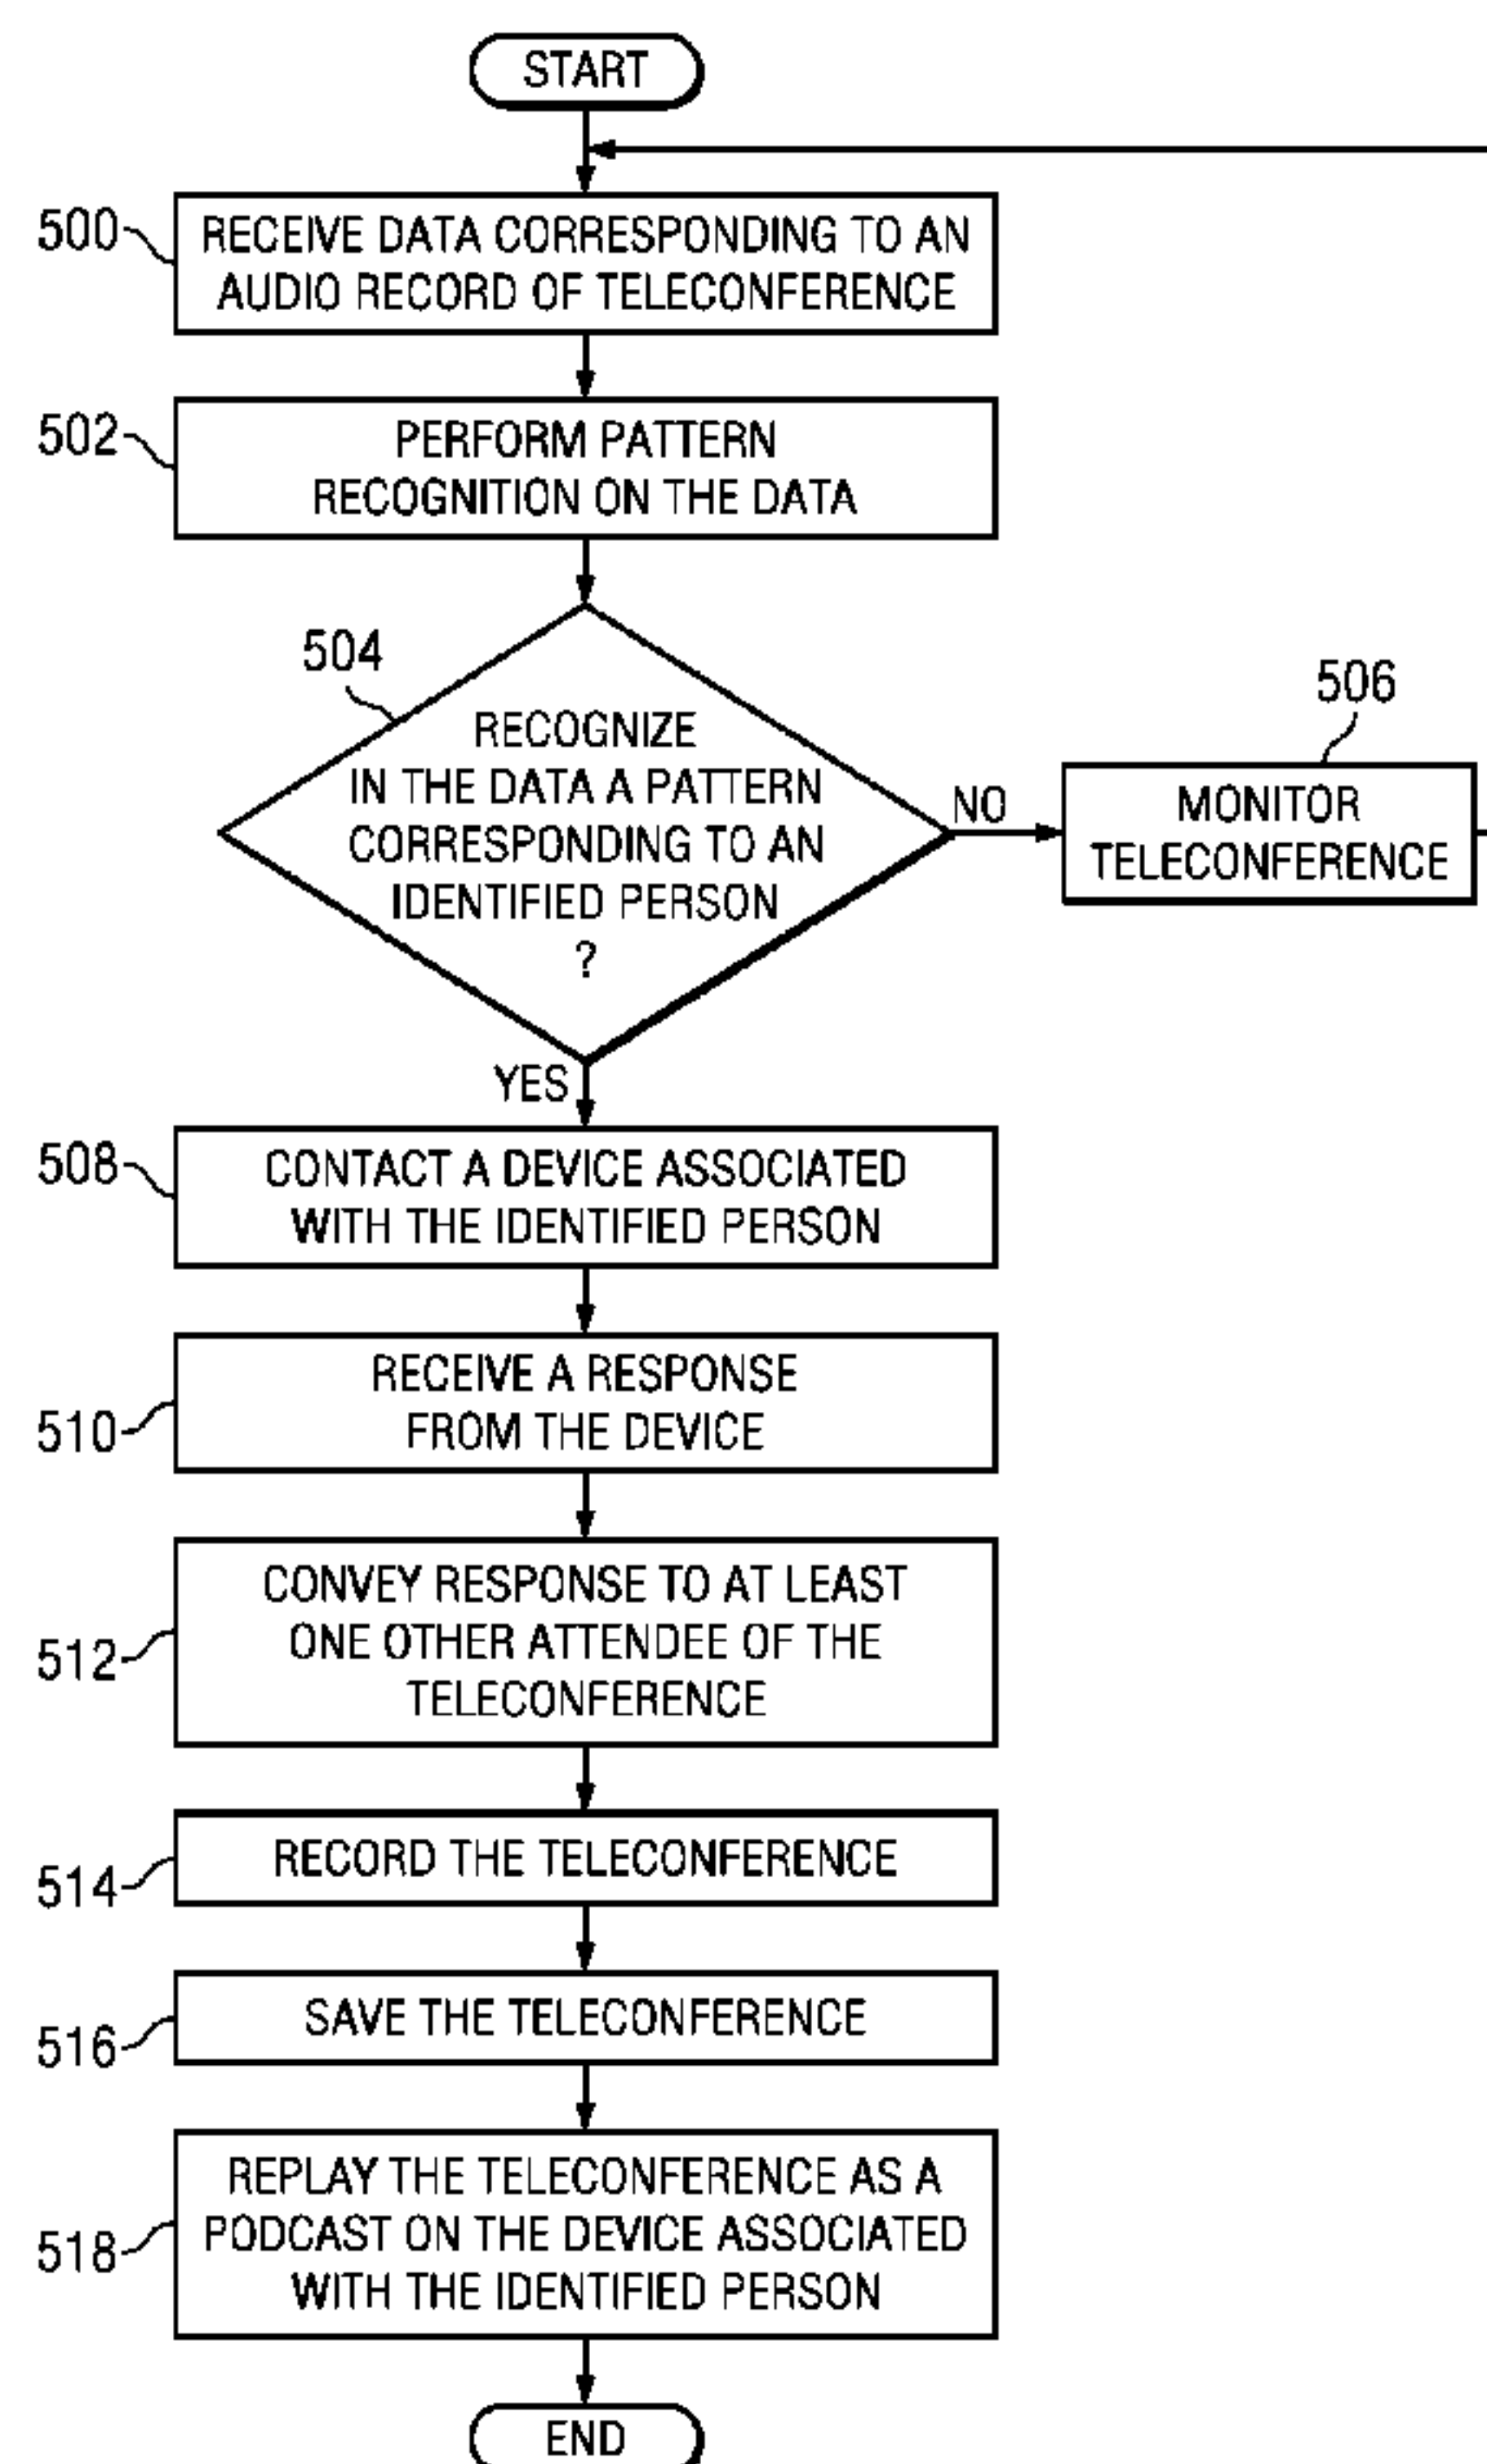 START
500
RECEIVE DATA CORRESPONDING TO AN
AUDIO RECORD OF TELECONFERENCE
502
PERFORM PATTERN
RECOGNITION ON THE DATA
504
RECOGNIZE
IN THE DATA A PATTERN
CORRESPONDING TO AN
IDENTIFIED PERSON
?
NO
506
MONITOR
TELECONFERENCE
YES
508
CONTACT A DEVICE ASSOCIATED
WITH THE IDENTIFIED PERSON
510
RECEIVE A RESPONSE
FROM THE DEVICE
512
CONVEY RESPONSE TO AT LEAST
ONE OTHER ATTENDEE OF THE
TELECONFERENCE
514
RECORD THE TELECONFERENCE
516
SAVE THE TELECONFERENCE
518
REPLAY THE TELECONFERENCE AS A
PODCAST ON THE DEVICE ASSOCIATED
WITH THE IDENTIFIED PERSON
END